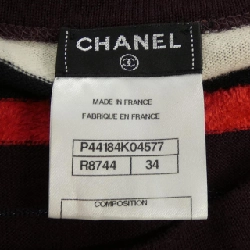 CHANEL
MADE IN FRANCE
FABRIQUE EN FRANCE
P44184K04577
R8744 34
COMPOSITION